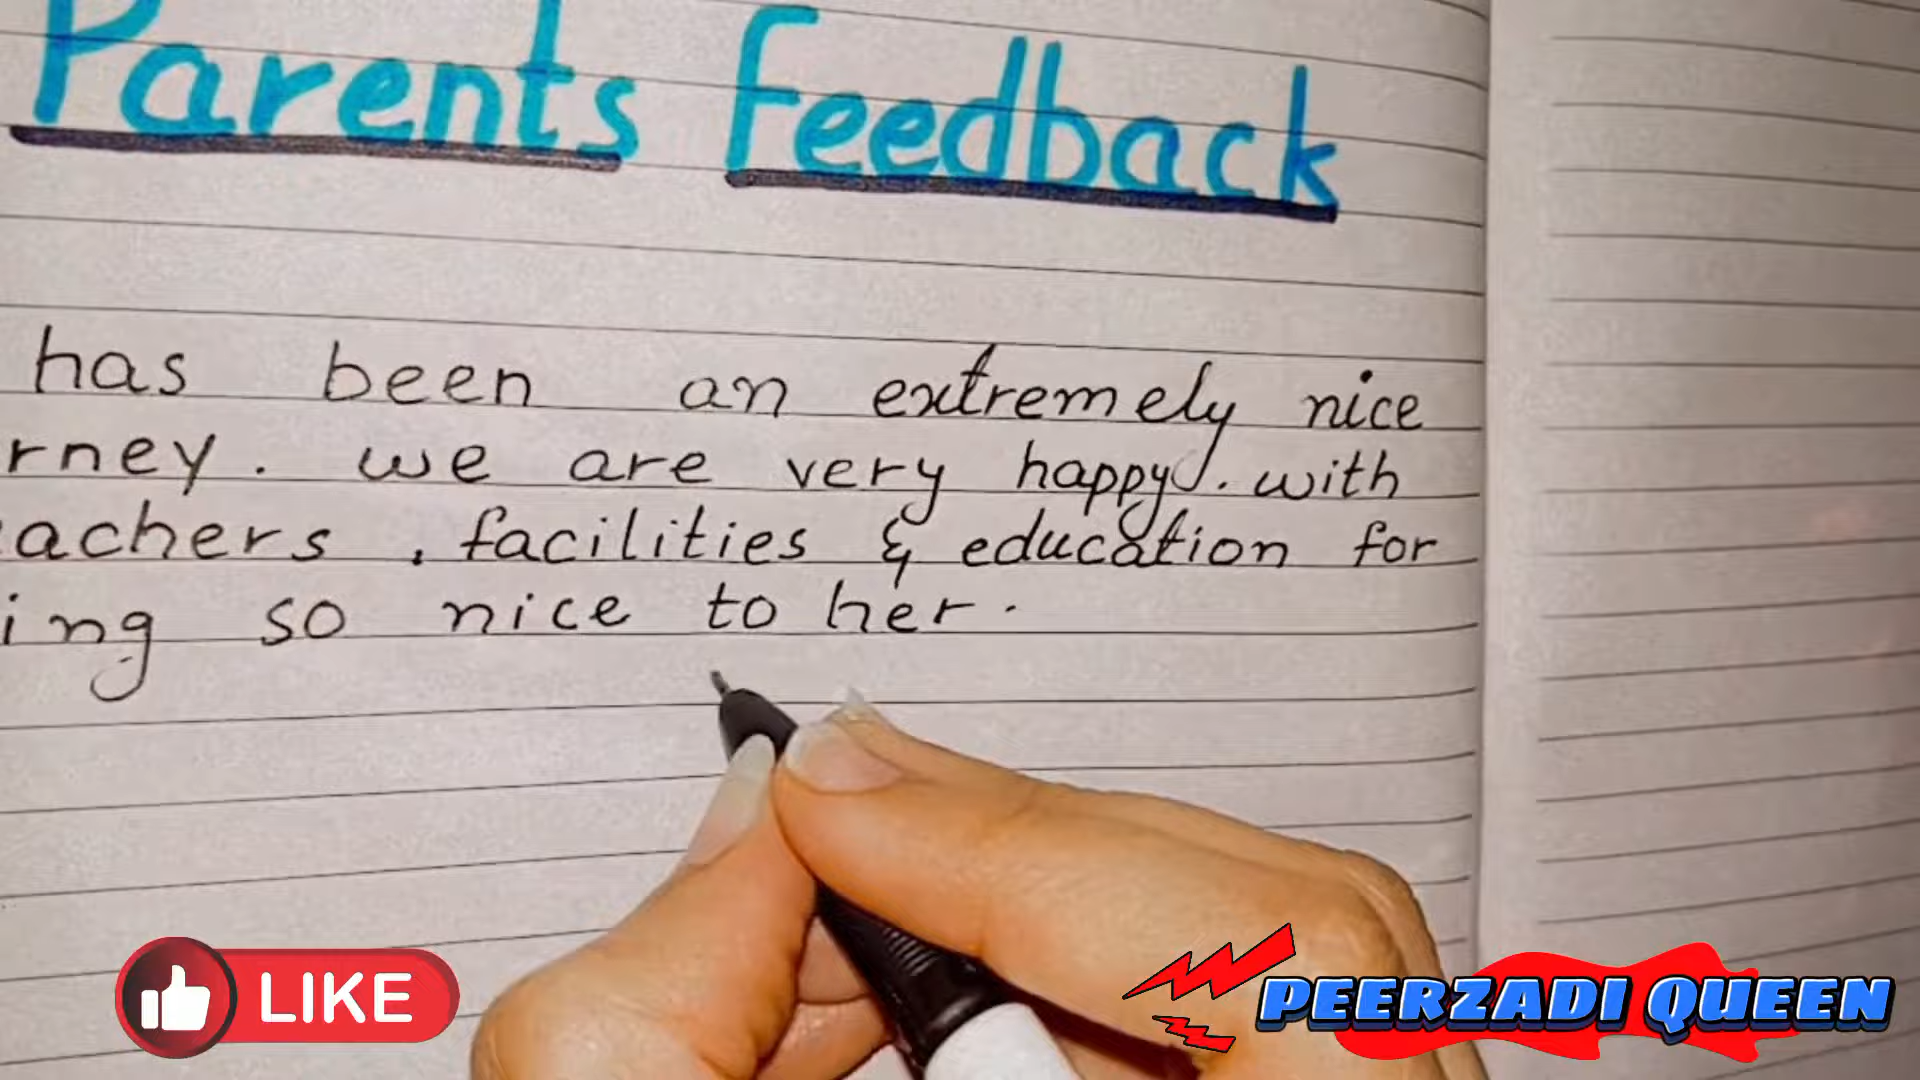 Parents Feedback
has been an extremely nice
rney. we are very happy. with
achers, facilities & education for
ing so nice to her.
LIKE
PEERZADI QUEEN